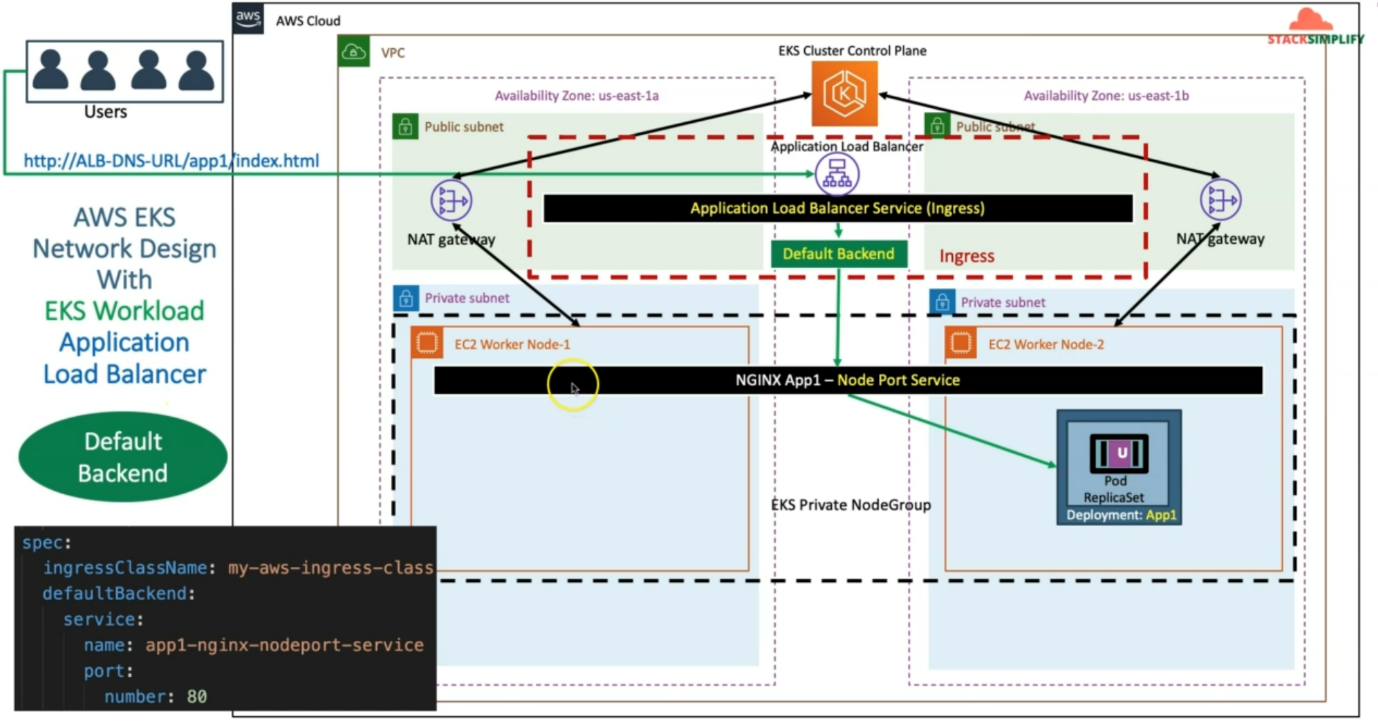 aws
AWS Cloud
STACKSIMPLIFY
Users
http://ALB-DNS-URL/app1/index.html
AWS EKS
Network Design
With
EKS Workload
Application
Load Balancer
Default
Backend
VPC
EKS Cluster Control Plane
K
Availability Zone: us-east-1a
Availability Zone: us-east-1b
Public subnet
Public subnet
Application Load Balancer
Application Load Balancer Service (Ingress)
NAT gateway
NAT gateway
Default Backend
Ingress
Private subnet
Private subnet
EC2 Worker Node-1
EC2 Worker Node-2
NGINX App1 – Node Port Service
U
Pod
ReplicaSet
Deployment: App1
EKS Private NodeGroup
spec:
ingressClassName: my-aws-ingress-class
defaultBackend:
service:
name: app1-nginx-nodeport-service
port:
number: 80